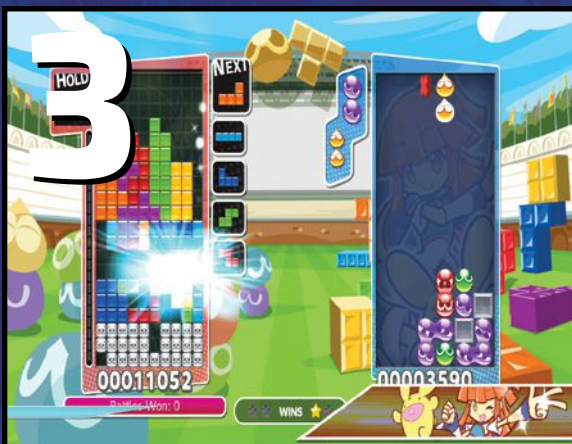 3
HOLD
NEXT
00011052
00003590
Battles Won: 0
WINS